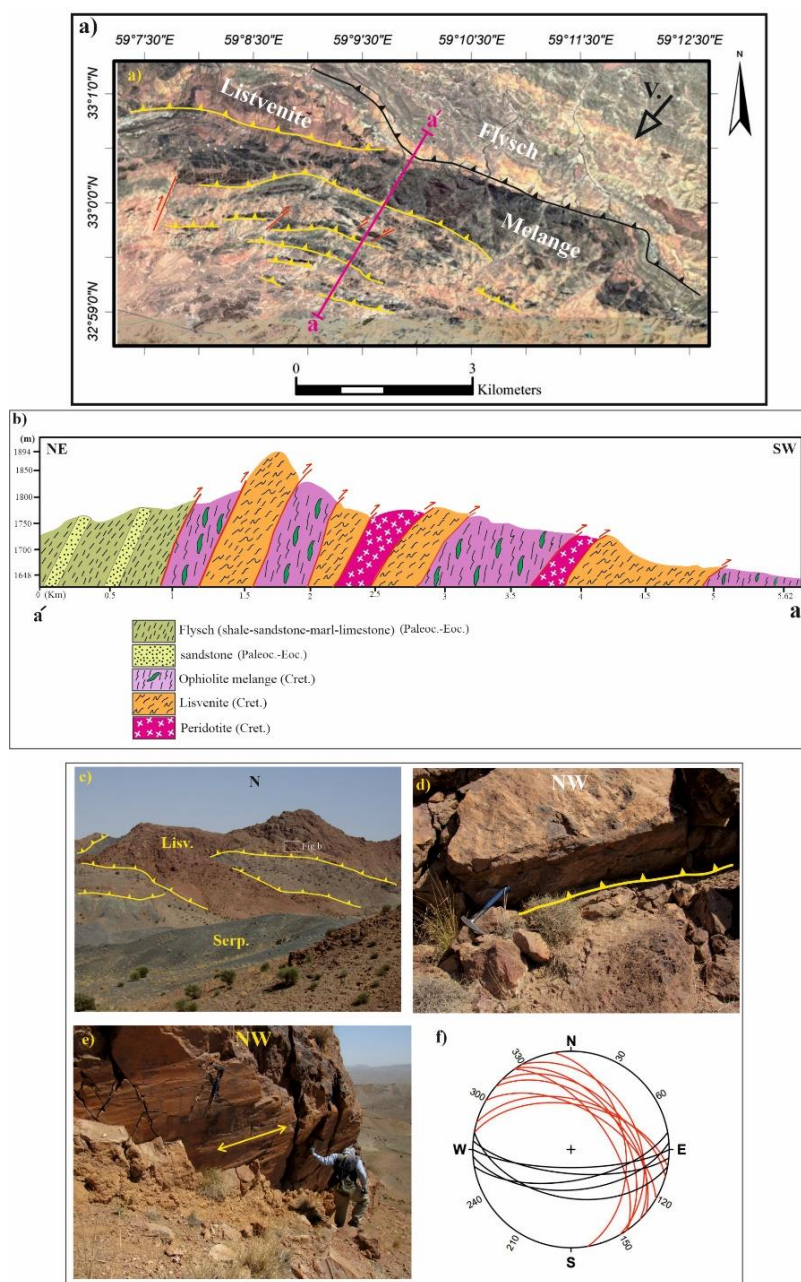 a)
59°7'30"E 59°8'30"E 59°9'30"E 59°10'30"E 59°11'30"E 59°12'30"E
N
33°1'0"N
33°0'0"N
32°59'0"N
a)
Listvenite
a′
Flysch
V.
Melange
a
0 3
Kilometers
b)
(m)
NE SW
1894
1850
1800
1750
1700
1648
0 (Km) 0.5 1 1.5 2 2.5 3 3.5 4 4.5 5 5.62
a′ a
Flysch (shale-sandstone-marl-limestone) (Paleoc.-Eoc.)
sandstone (Paleoc.-Eoc.)
Ophiolite melange (Cret.)
Lisvenite (Cret.)
Peridotite (Cret.)
c)
N
Lisv.
Fig b
Serp.
d)
NW
e)
NW
f)
N
330 30
300 60
W E
240 120
210 150
S